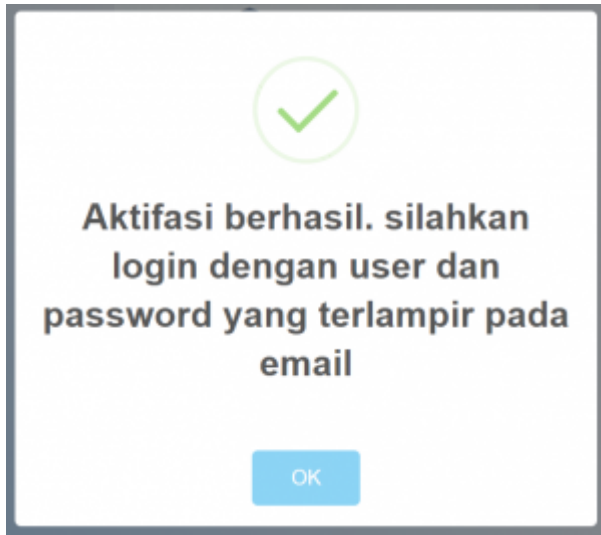 Aktifasi berhasil. silahkan
login dengan user dan
password yang terlampir pada
email
OK